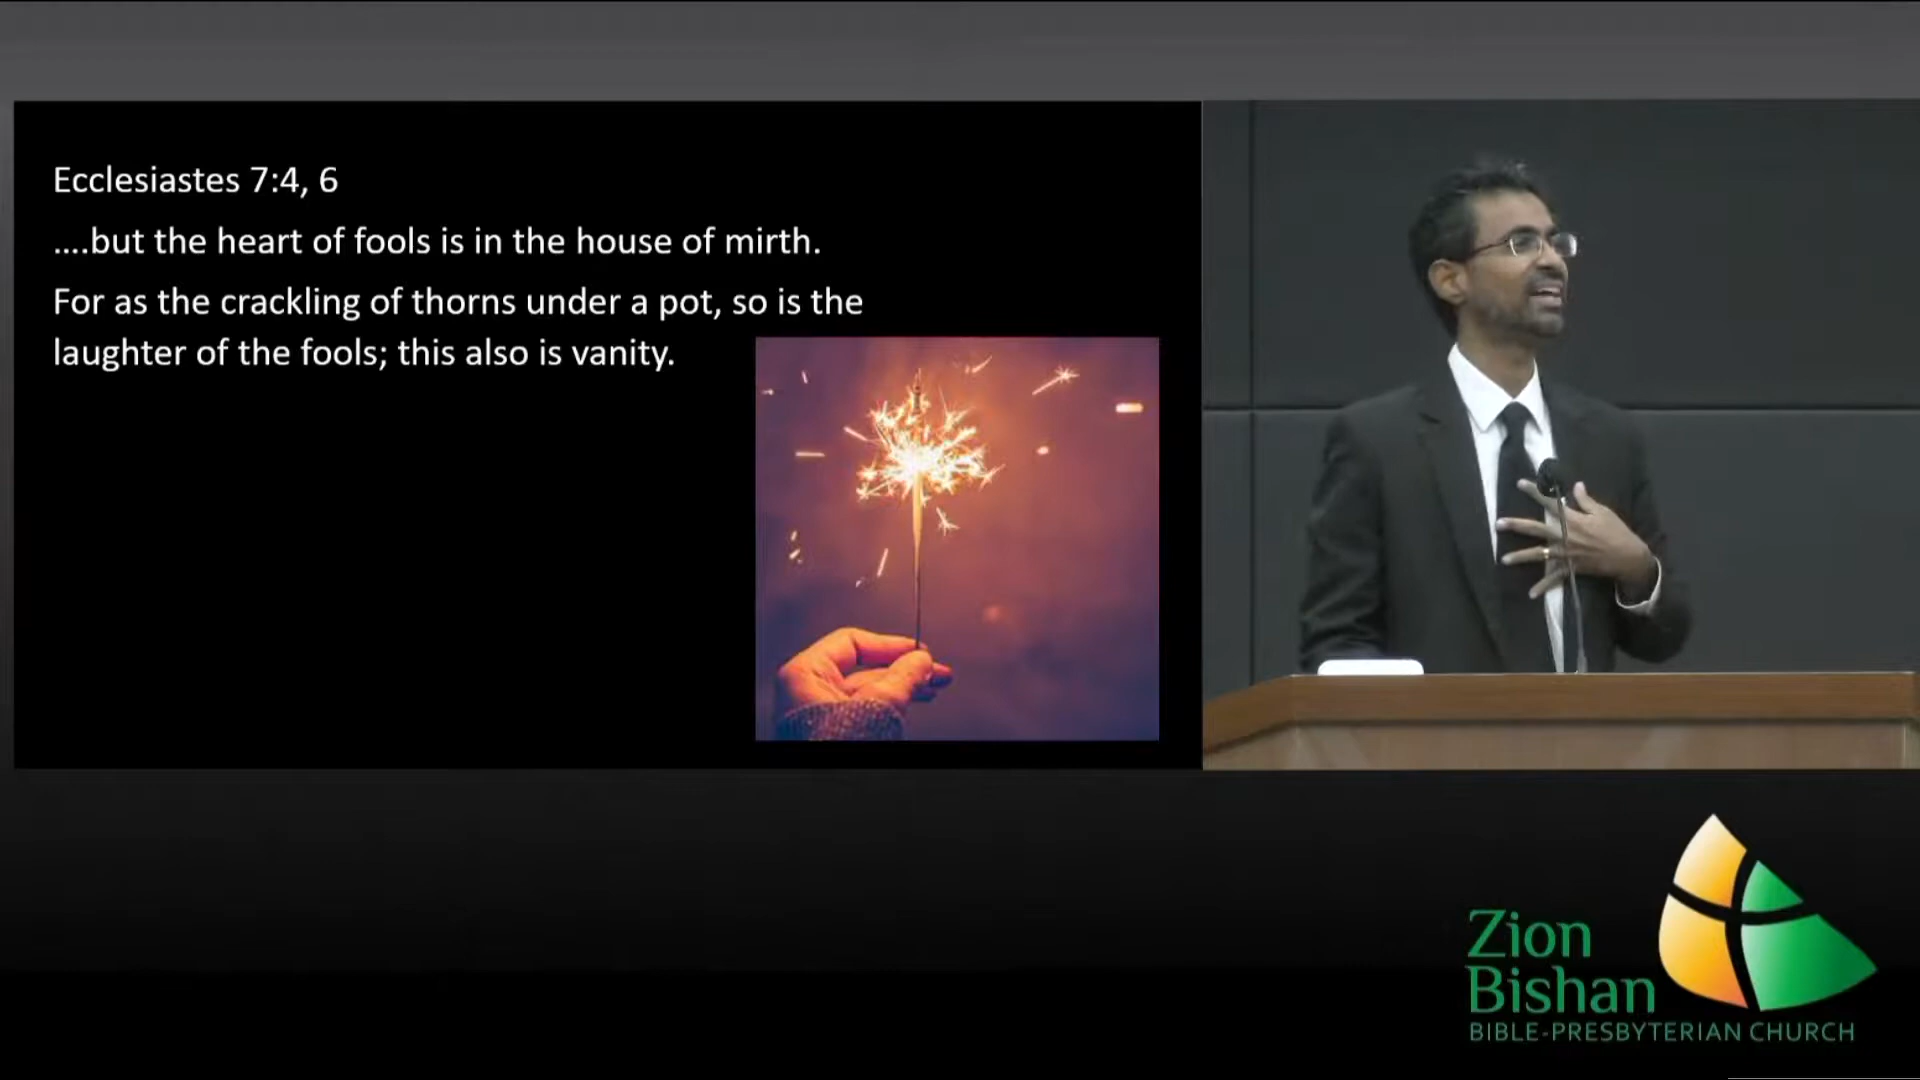 Ecclesiastes 7:4, 6
....but the heart of fools is in the house of mirth.
For as the crackling of thorns under a pot, so is the
laughter of the fools; this also is vanity.
Zion
Bishan
BIBLE-PRESBYTERIAN CHURCH